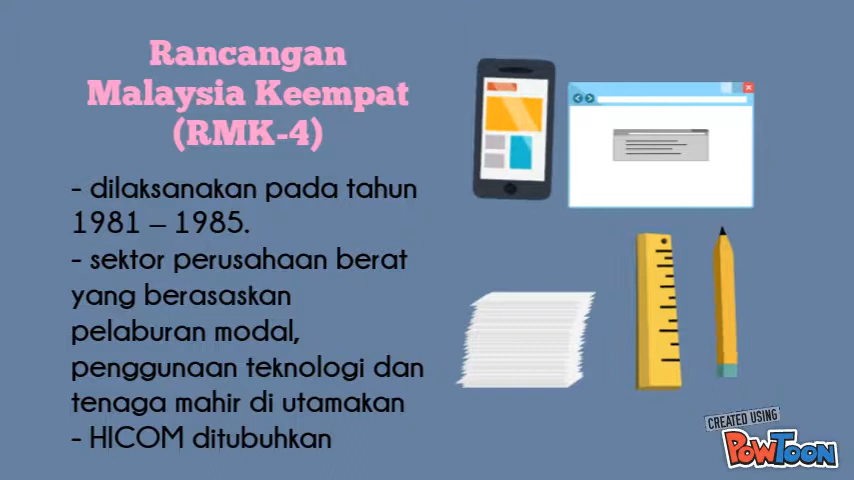 Rancangan
Malaysia Keempat
(RMK-4)
- dilaksanakan pada tahun
1981 – 1985.
- sektor perusahaan berat
yang berasaskan
pelaburan modal,
penggunaan teknologi dan
tenaga mahir di utamakan
- HICOM ditubuhkan
CREATED USING
POWTOON